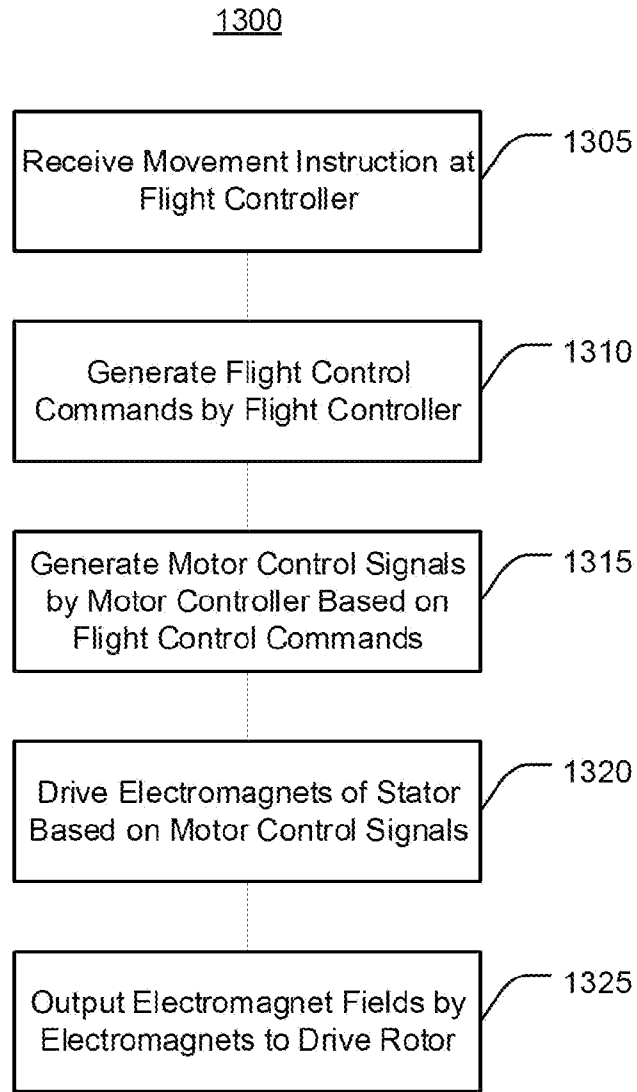 1300
Receive Movement Instruction at
Flight Controller
1305
Generate Flight Control
Commands by Flight Controller
1310
Generate Motor Control Signals
by Motor Controller Based on
Flight Control Commands
1315
Drive Electromagnets of Stator
Based on Motor Control Signals
1320
Output Electromagnet Fields by
Electromagnets to Drive Rotor
1325